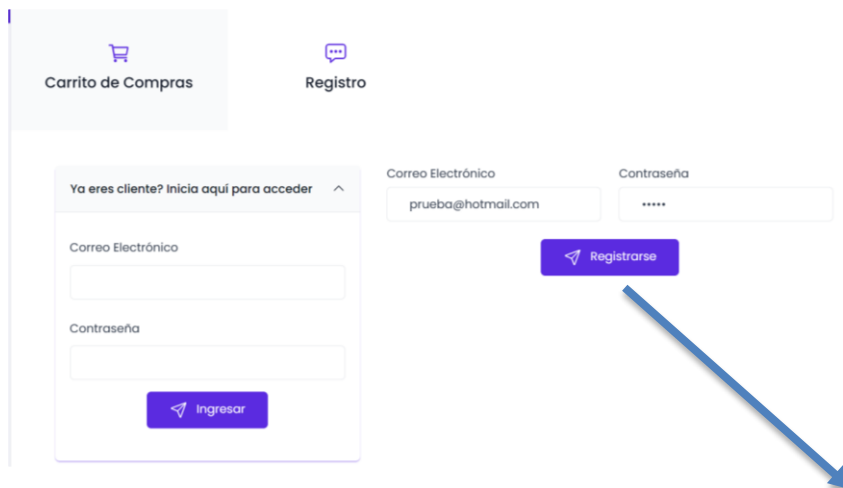 Carrito de Compras
Registro
Ya eres cliente? Inicia aquí para acceder
Correo Electrónico
Contraseña
Ingresar
Correo Electrónico
Contraseña
prueba@hotmail.com
•••••
Registrarse